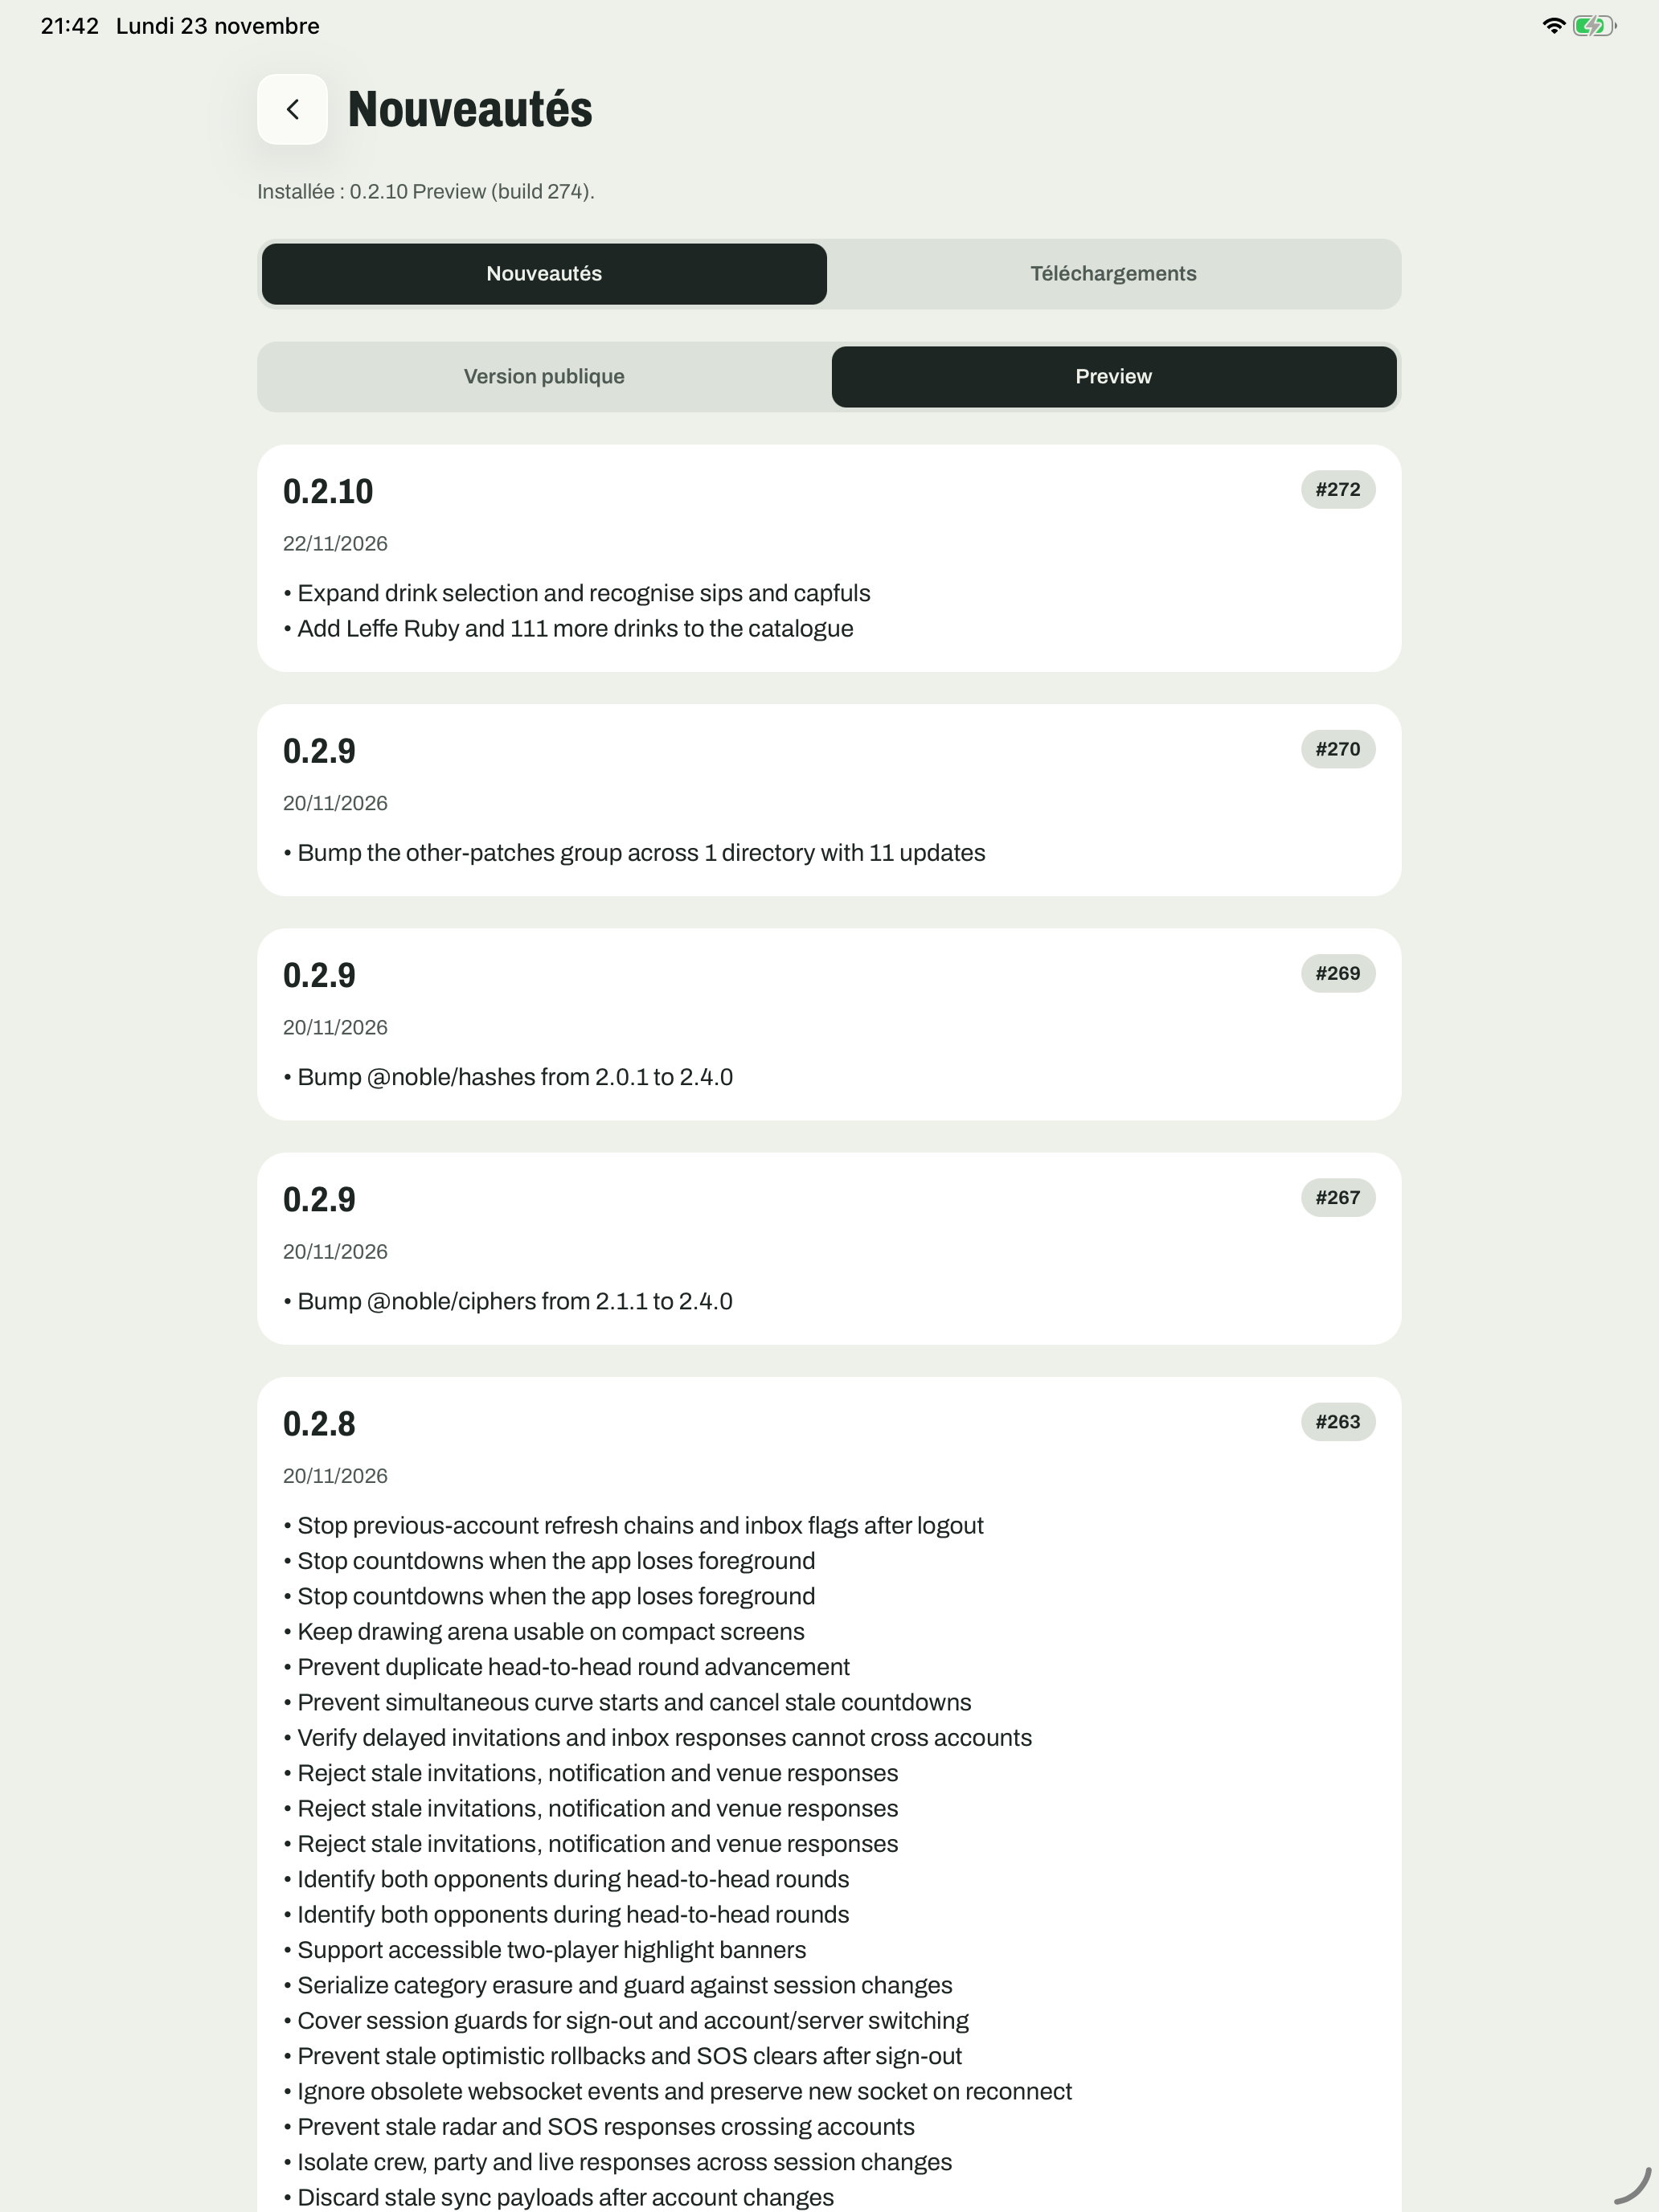 21:42 Lundi 23 novembre
Nouveautés
Installée : 0.2.10 Preview (build 274).
Nouveautés
Téléchargements
Version publique
Preview
0.2.10
#272
22/11/2026
• Expand drink selection and recognise sips and capfuls
• Add Leffe Ruby and 111 more drinks to the catalogue
0.2.9
#270
20/11/2026
• Bump the other-patches group across 1 directory with 11 updates
0.2.9
#269
20/11/2026
• Bump @noble/hashes from 2.0.1 to 2.4.0
0.2.9
#267
20/11/2026
• Bump @noble/ciphers from 2.1.1 to 2.4.0
0.2.8
#263
20/11/2026
• Stop previous-account refresh chains and inbox flags after logout
• Stop countdowns when the app loses foreground
• Stop countdowns when the app loses foreground
• Keep drawing arena usable on compact screens
• Prevent duplicate head-to-head round advancement
• Prevent simultaneous curve starts and cancel stale countdowns
• Verify delayed invitations and inbox responses cannot cross accounts
• Reject stale invitations, notification and venue responses
• Reject stale invitations, notification and venue responses
• Reject stale invitations, notification and venue responses
• Identify both opponents during head-to-head rounds
• Identify both opponents during head-to-head rounds
• Support accessible two-player highlight banners
• Serialize category erasure and guard against session changes
• Cover session guards for sign-out and account/server switching
• Prevent stale optimistic rollbacks and SOS clears after sign-out
• Ignore obsolete websocket events and preserve new socket on reconnect
• Prevent stale radar and SOS responses crossing accounts
• Isolate crew, party and live responses across session changes
• Discard stale sync payloads after account changes